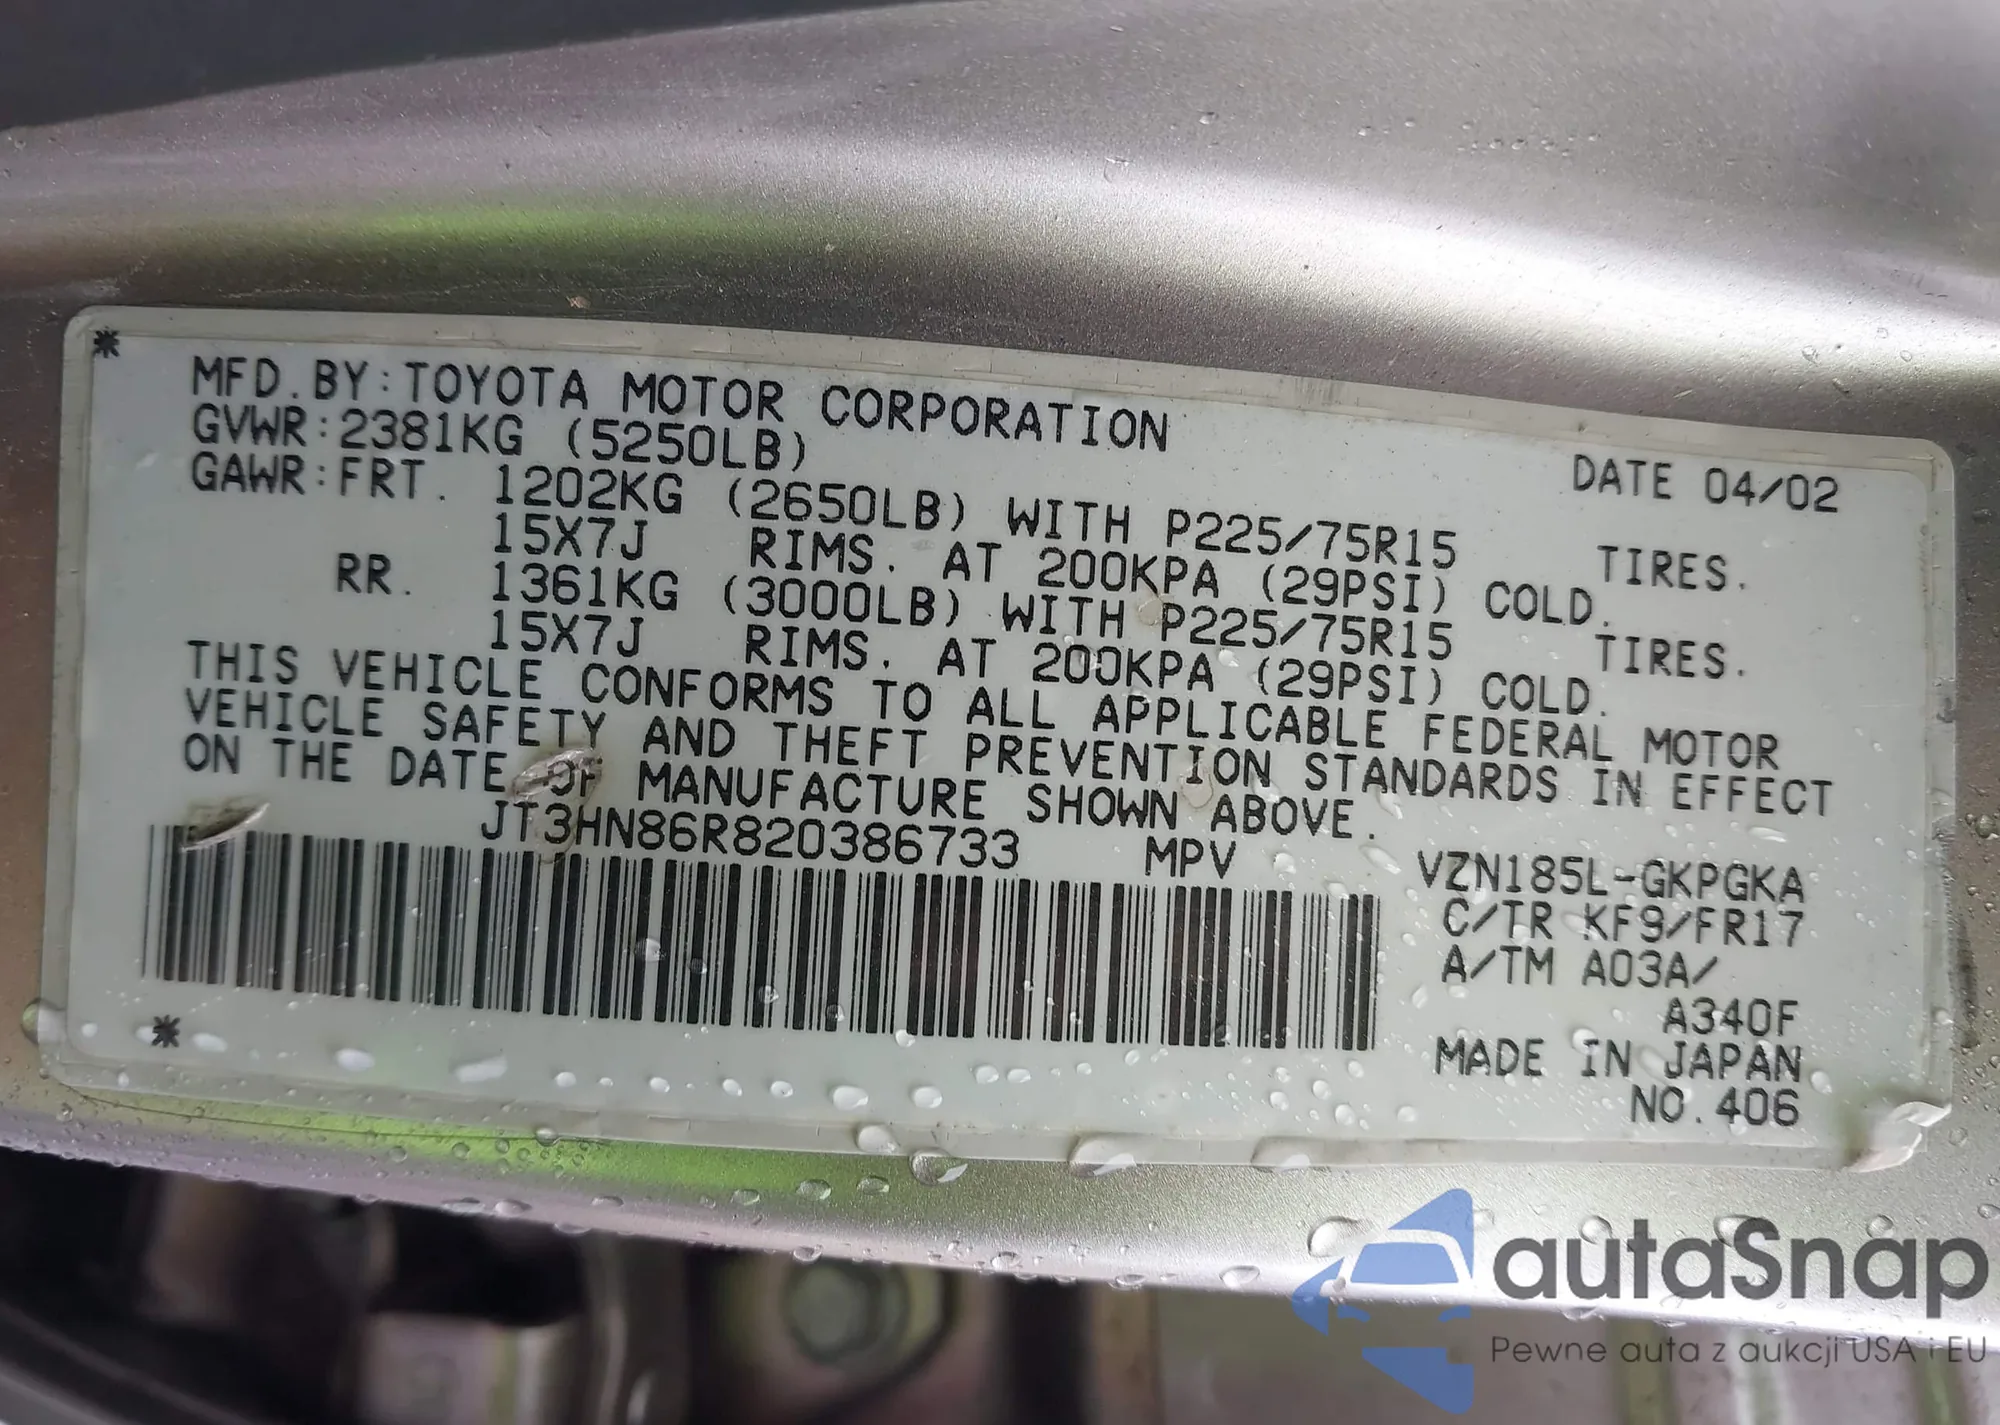 * MFD.BY:TOYOTA MOTOR CORPORATION DATE 04/02
GVWR:2381KG (5250LB)
GAWR:FRT. 1202KG (2650LB) WITH P225/75R15 TIRES.
15X7J RIMS. AT 200KPA (29PSI) COLD.
RR. 1361KG (3000LB) WITH P225/75R15 TIRES.
15X7J RIMS. AT 200KPA (29PSI) COLD.
THIS VEHICLE CONFORMS TO ALL APPLICABLE FEDERAL MOTOR
VEHICLE SAFETY AND THEFT PREVENTION STANDARDS IN EFFECT
ON THE DATE OF MANUFACTURE SHOWN ABOVE.
JT3HN86R820386733 MPV VZN185L-GKPGKA
C/TR KF9/FR17
A/TM A03A/
A340F
* MADE IN JAPAN
NO.406
autaSnap
Pewne auta z aukcji USA i EU